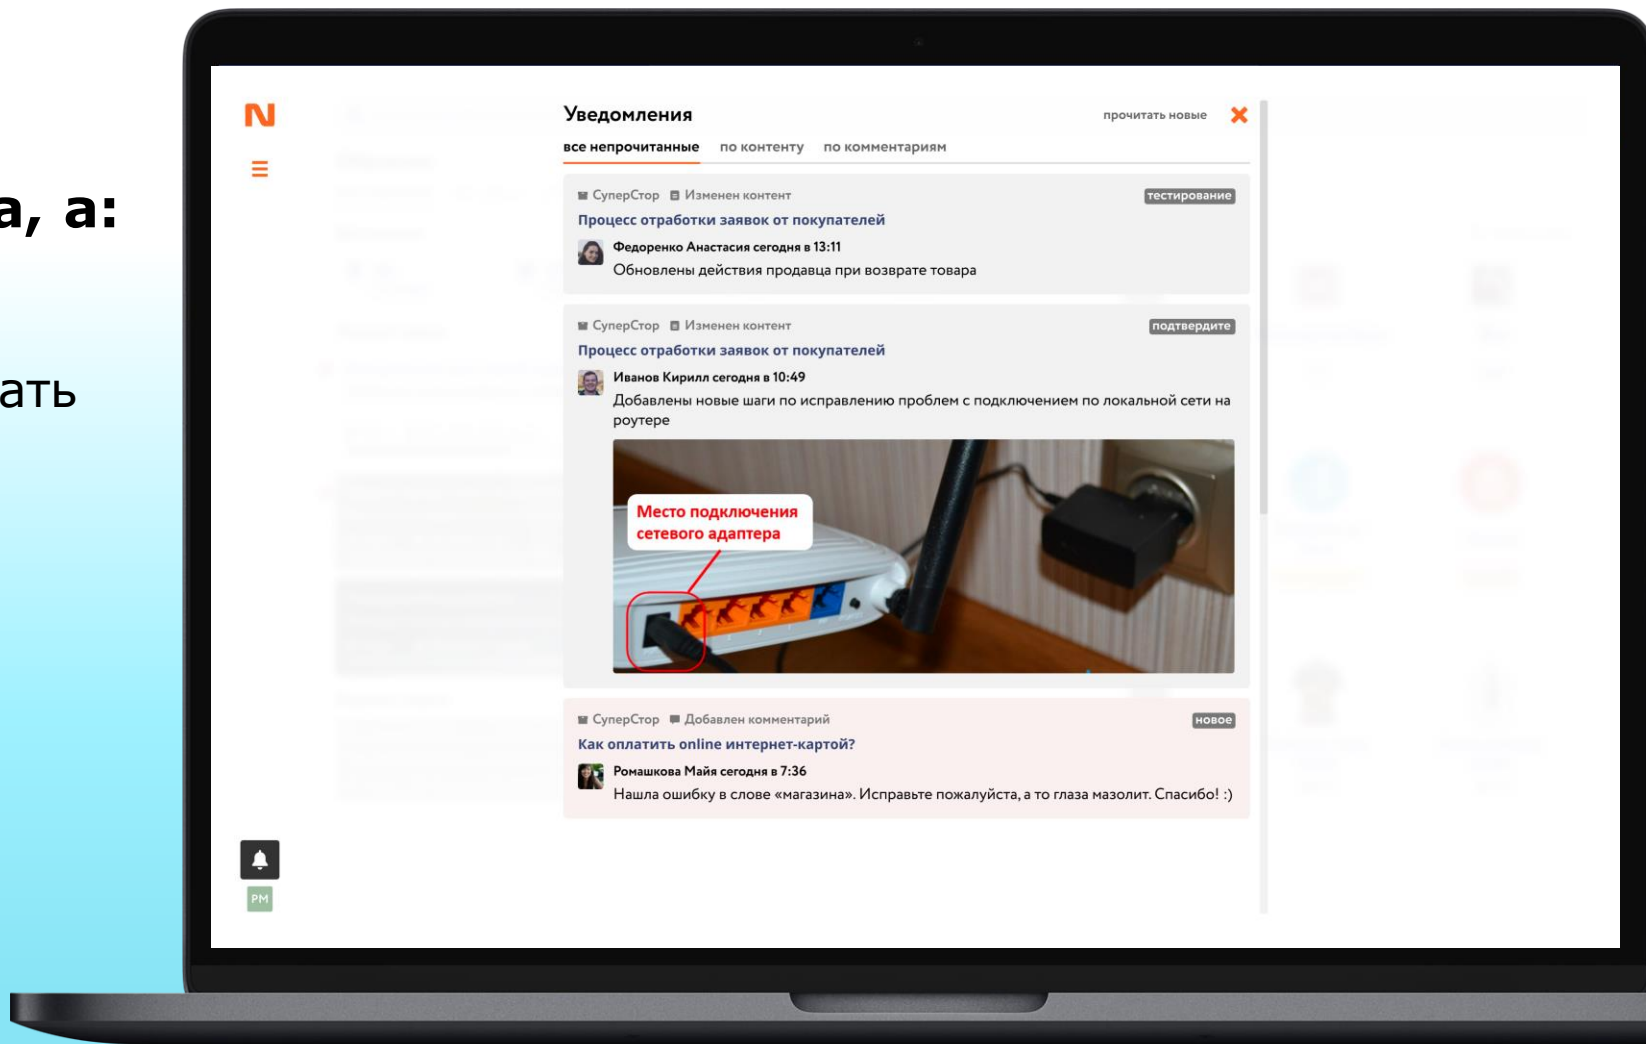 а, а:
ать
N
Уведомления
прочитать новые
все непрочитанные по контенту по комментариям
СуперСтор Изменен контент
тестирование
Процесс отработки заявок от покупателей
Федоренко Анастасия сегодня в 13:11
Обновлены действия продавца при возврате товара
СуперСтор Изменен контент
подтвердите
Процесс отработки заявок от покупателей
Иванов Кирилл сегодня в 10:49
Добавлены новые шаги по исправлению проблем с подключением по локальной сети на
роутере
Место подключения
сетевого адаптера
СуперСтор Добавлен комментарий
новое
Как оплатить online интернет-картой?
Ромашкова Майя сегодня в 7:36
Нашла ошибку в слове «магазина». Исправьте пожалуйста, а то глаза мазолит. Спасибо! :)
РМ